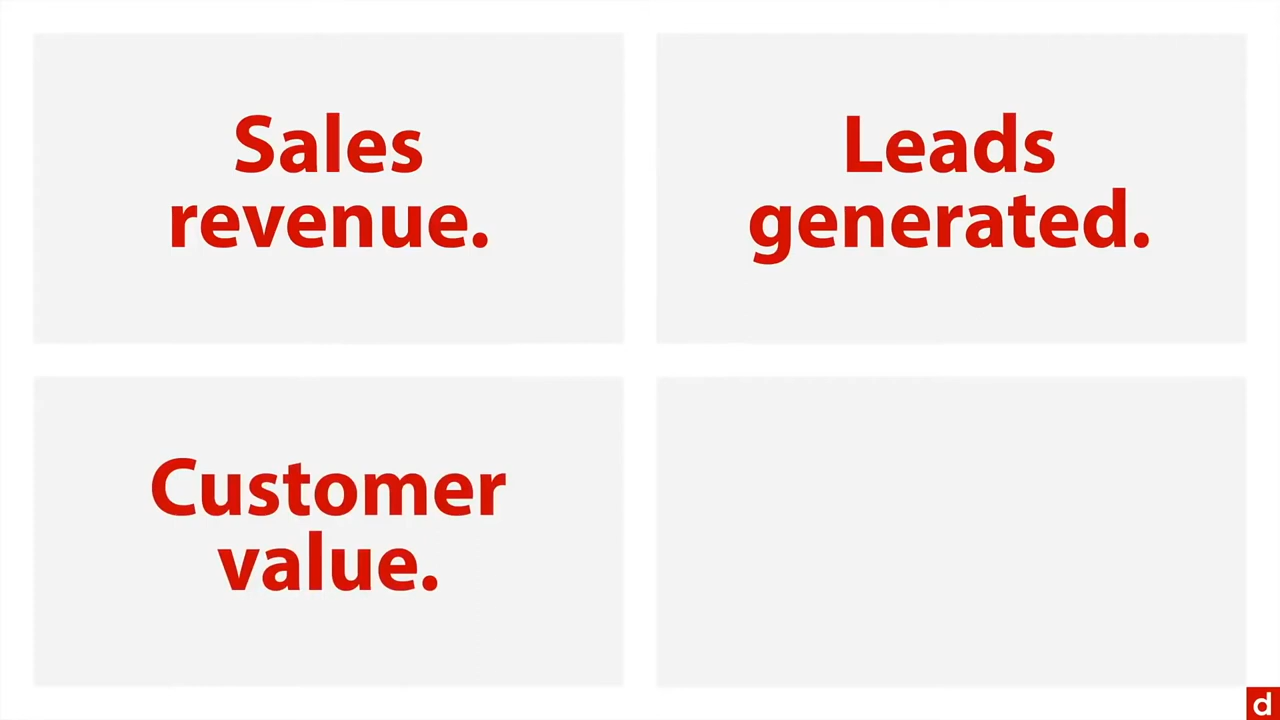 Sales
revenue.
Leads
generated.
Customer
value.
d